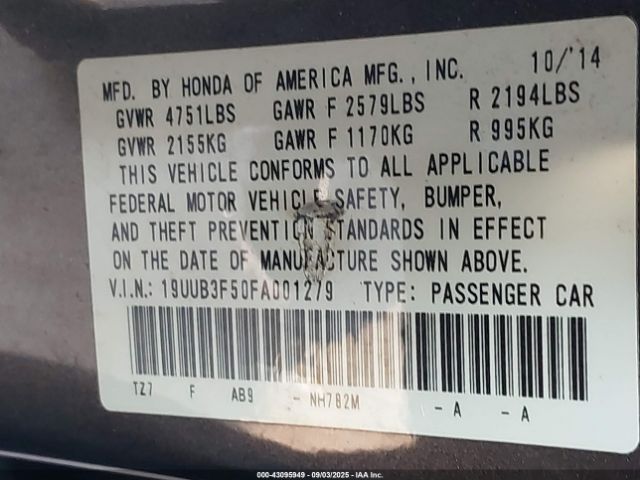 MFD. BY HONDA OF AMERICA MFG., INC. 10/'14
GVWR 4751LBS GAWR F 2579LBS R 2194LBS
GVWR 2155KG GAWR F 1170KG R 995KG
THIS VEHICLE CONFORMS TO ALL APPLICABLE
FEDERAL MOTOR VEHICLE SAFETY, BUMPER,
AND THEFT PREVENTION STANDARDS IN EFFECT
ON THE DATE OF MANUFACTURE SHOWN ABOVE.
V.I.N.: 19UUB3F50FA001279 TYPE: PASSENGER CAR
TZ7 F AB9 - NH782M - A - A
000-43095949 - 09/03/2025 - IAA Inc.